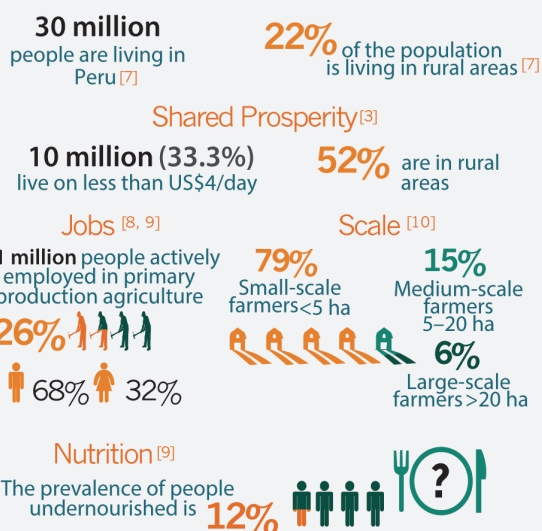 30 million
people are living in
Peru [7]
22% of the population
is living in rural areas [7]
Shared Prosperity [3]
10 million (33.3%)
live on less than US$4/day
52% are in rural
areas
Jobs [8, 9]
million people actively
employed in primary
production agriculture
26%
68% 32%
Scale [10]
79%
Small-scale
farmers<5 ha
15%
Medium-scale
farmers
5–20 ha
6%
Large-scale
farmers >20 ha
Nutrition [9]
The prevalence of people
undernourished is 12%
?